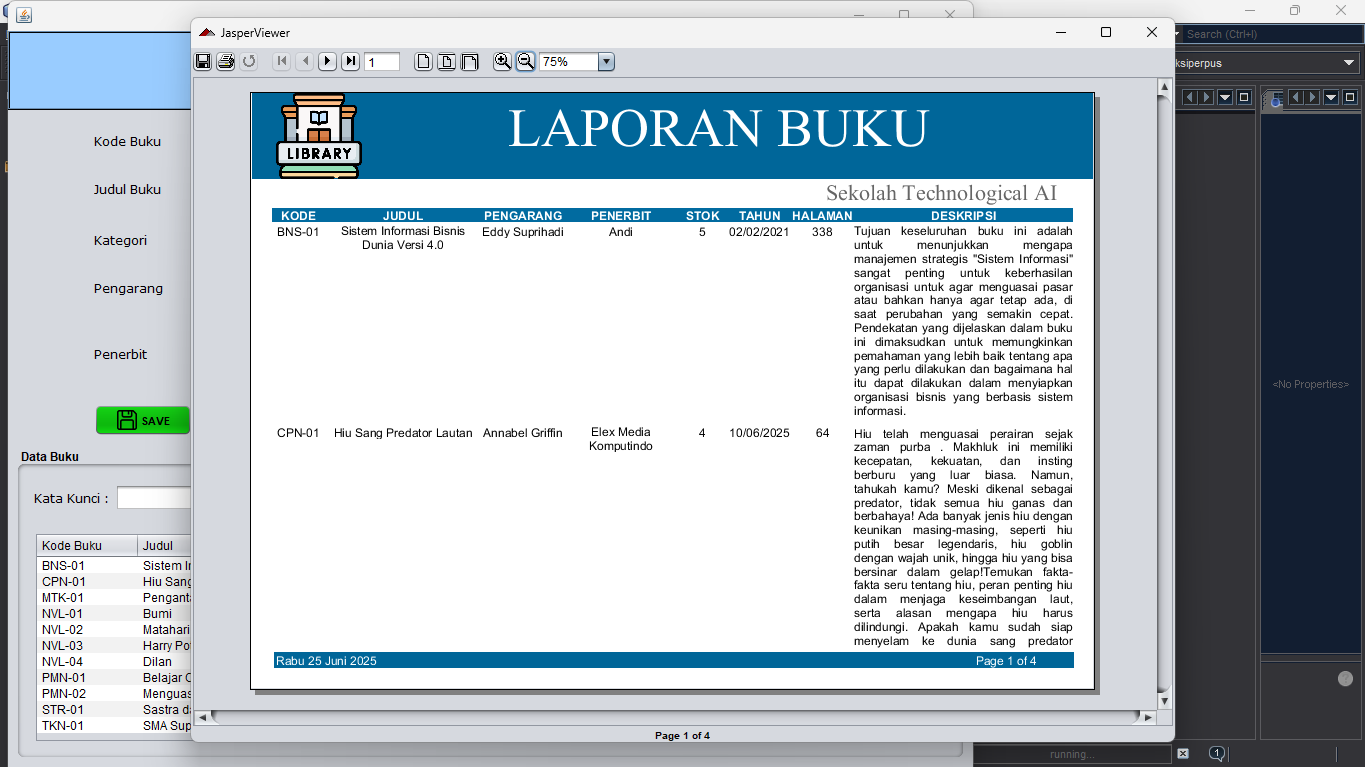 JasperViewer
Search (Ctrl+I)
ksiperpus
1
75%
LIBRARY
LAPORAN BUKU
Sekolah Technological AI
KODE JUDUL PENGARANG PENERBIT STOK TAHUN HALAMAN DESKRIPSI
BNS-01 Sistem Informasi Bisnis Eddy Suprihadi Andi 5 02/02/2021 338
Dunia Versi 4.0
Tujuan keseluruhan buku ini adalah
untuk menunjukkan mengapa
manajemen strategis "Sistem Informasi"
sangat penting untuk keberhasilan
organisasi untuk agar menguasai pasar
atau bahkan hanya agar tetap ada, di
saat perubahan yang semakin cepat.
Pendekatan yang dijelaskan dalam buku
ini dimaksudkan untuk memungkinkan
pemahaman yang lebih baik tentang apa
yang perlu dilakukan dan bagaimana hal
itu dapat dilakukan dalam menyiapkan
organisasi bisnis yang berbasis sistem
informasi.
CPN-01 Hiu Sang Predator Lautan Annabel Griffin Elex Media 4 10/06/2025 64
Komputindo
Hiu telah menguasai perairan sejak
zaman purba . Makhluk ini memiliki
kecepatan, kekuatan, dan insting
berburu yang luar biasa. Namun,
tahukah kamu? Meski dikenal sebagai
predator, tidak semua hiu ganas dan
berbahaya! Ada banyak jenis hiu dengan
keunikan masing-masing, seperti hiu
putih besar legendaris, hiu goblin
dengan wajah unik, hingga hiu yang bisa
bersinar dalam gelap!Temukan fakta-
fakta seru tentang hiu, peran penting hiu
dalam menjaga keseimbangan laut,
serta alasan mengapa hiu harus
dilindungi. Apakah kamu sudah siap
menyelam ke dunia sang predator
Rabu 25 Juni 2025 Page 1 of 4
Page 1 of 4
Kode Buku
Judul Buku
Kategori
Pengarang
Penerbit
SAVE
Data Buku
Kata Kunci :
Kode Buku Judul
BNS-01 Sistem I
CPN-01 Hiu Sang
MTK-01 Pengant
NVL-01 Bumi
NVL-02 Matahari
NVL-03 Harry Po
NVL-04 Dilan
PMN-01 Belajar
PMN-02 Menguas
STR-01 Sastra d
TKN-01 SMA Sup
<No Properties>
?
running...
1